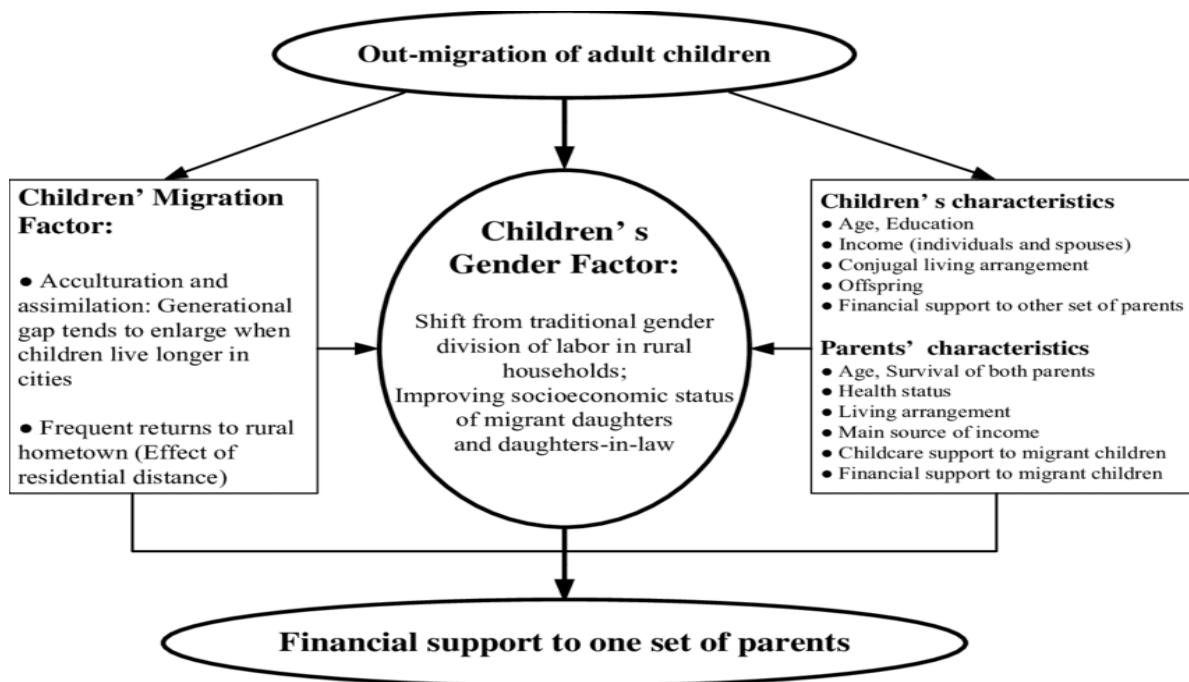 Out-migration of adult children
Children’ Migration
Factor:
● Acculturation and
assimilation: Generational
gap tends to enlarge when
children live longer in
cities
● Frequent returns to rural
hometown (Effect of
residential distance)
Children’ s
Gender Factor:
Shift from traditional gender
division of labor in rural
households;
Improving socioeconomic status
of migrant daughters
and daughters-in-law
Children’ s characteristics
● Age, Education
● Income (individuals and spouses)
● Conjugal living arrangement
● Offspring
● Financial support to other set of parents
Parents’ characteristics
● Age, Survival of both parents
● Health status
● Living arrangement
● Main source of income
● Childcare support to migrant children
● Financial support to migrant children
Financial support to one set of parents